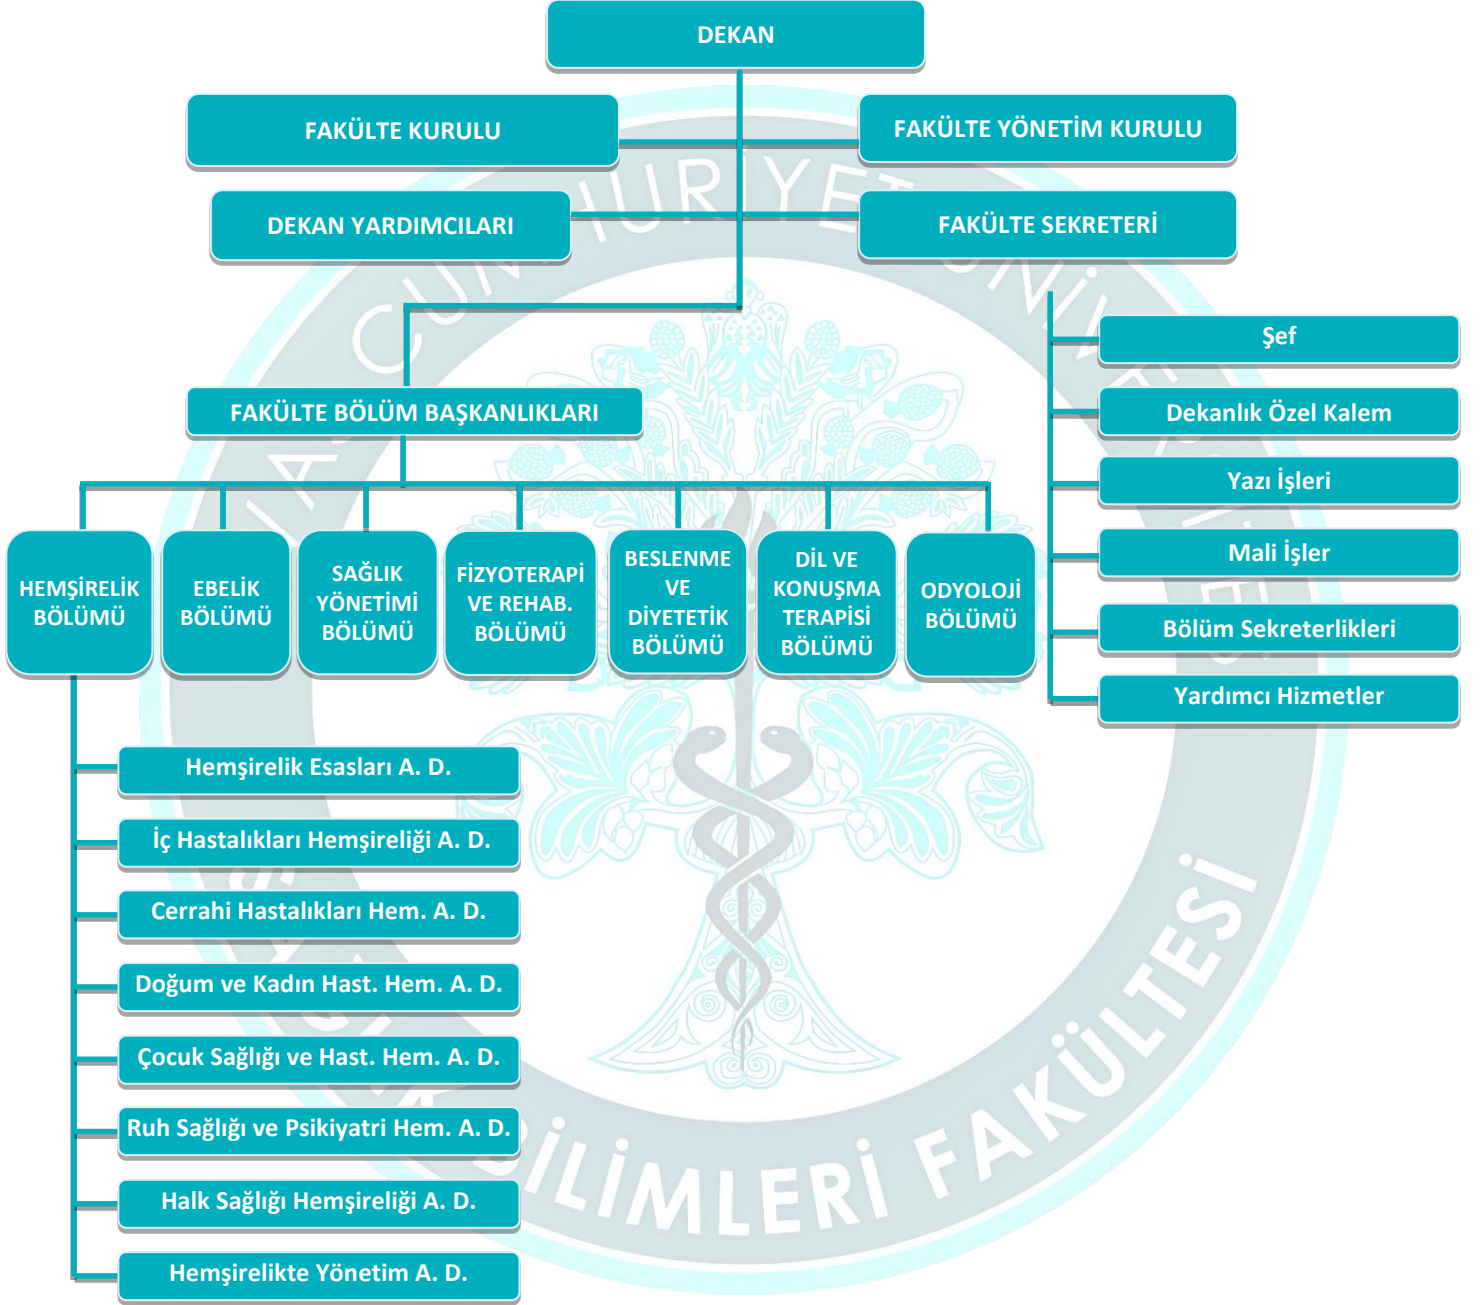 DEKAN
FAKÜLTE KURULU
FAKÜLTE YÖNETİM KURULU
DEKAN YARDIMCILARI
FAKÜLTE SEKRETERİ
Şef
Dekanlık Özel Kalem
Yazı İşleri
Mali İşler
Bölüm Sekreterlikleri
Yardımcı Hizmetler
FAKÜLTE BÖLÜM BAŞKANLIKLARI
HEMŞİRELİK
BÖLÜMÜ
EBELİK
BÖLÜMÜ
SAĞLIK
YÖNETİMİ
BÖLÜMÜ
FİZYOTERAPİ
VE REHAB.
BÖLÜMÜ
BESLENME
VE
DİYETETİK
BÖLÜMÜ
DİL VE
KONUŞMA
TERAPİSİ
BÖLÜMÜ
ODYOLOJİ
BÖLÜMÜ
Hemşirelik Esasları A. D.
İç Hastalıkları Hemşireliği A. D.
Cerrahi Hastalıkları Hem. A. D.
Doğum ve Kadın Hast. Hem. A. D.
Çocuk Sağlığı ve Hast. Hem. A. D.
Ruh Sağlığı ve Psikiyatri Hem. A. D.
Halk Sağlığı Hemşireliği A. D.
Hemşirelikte Yönetim A. D.
BİLİMLERİ FAKÜLTESİ